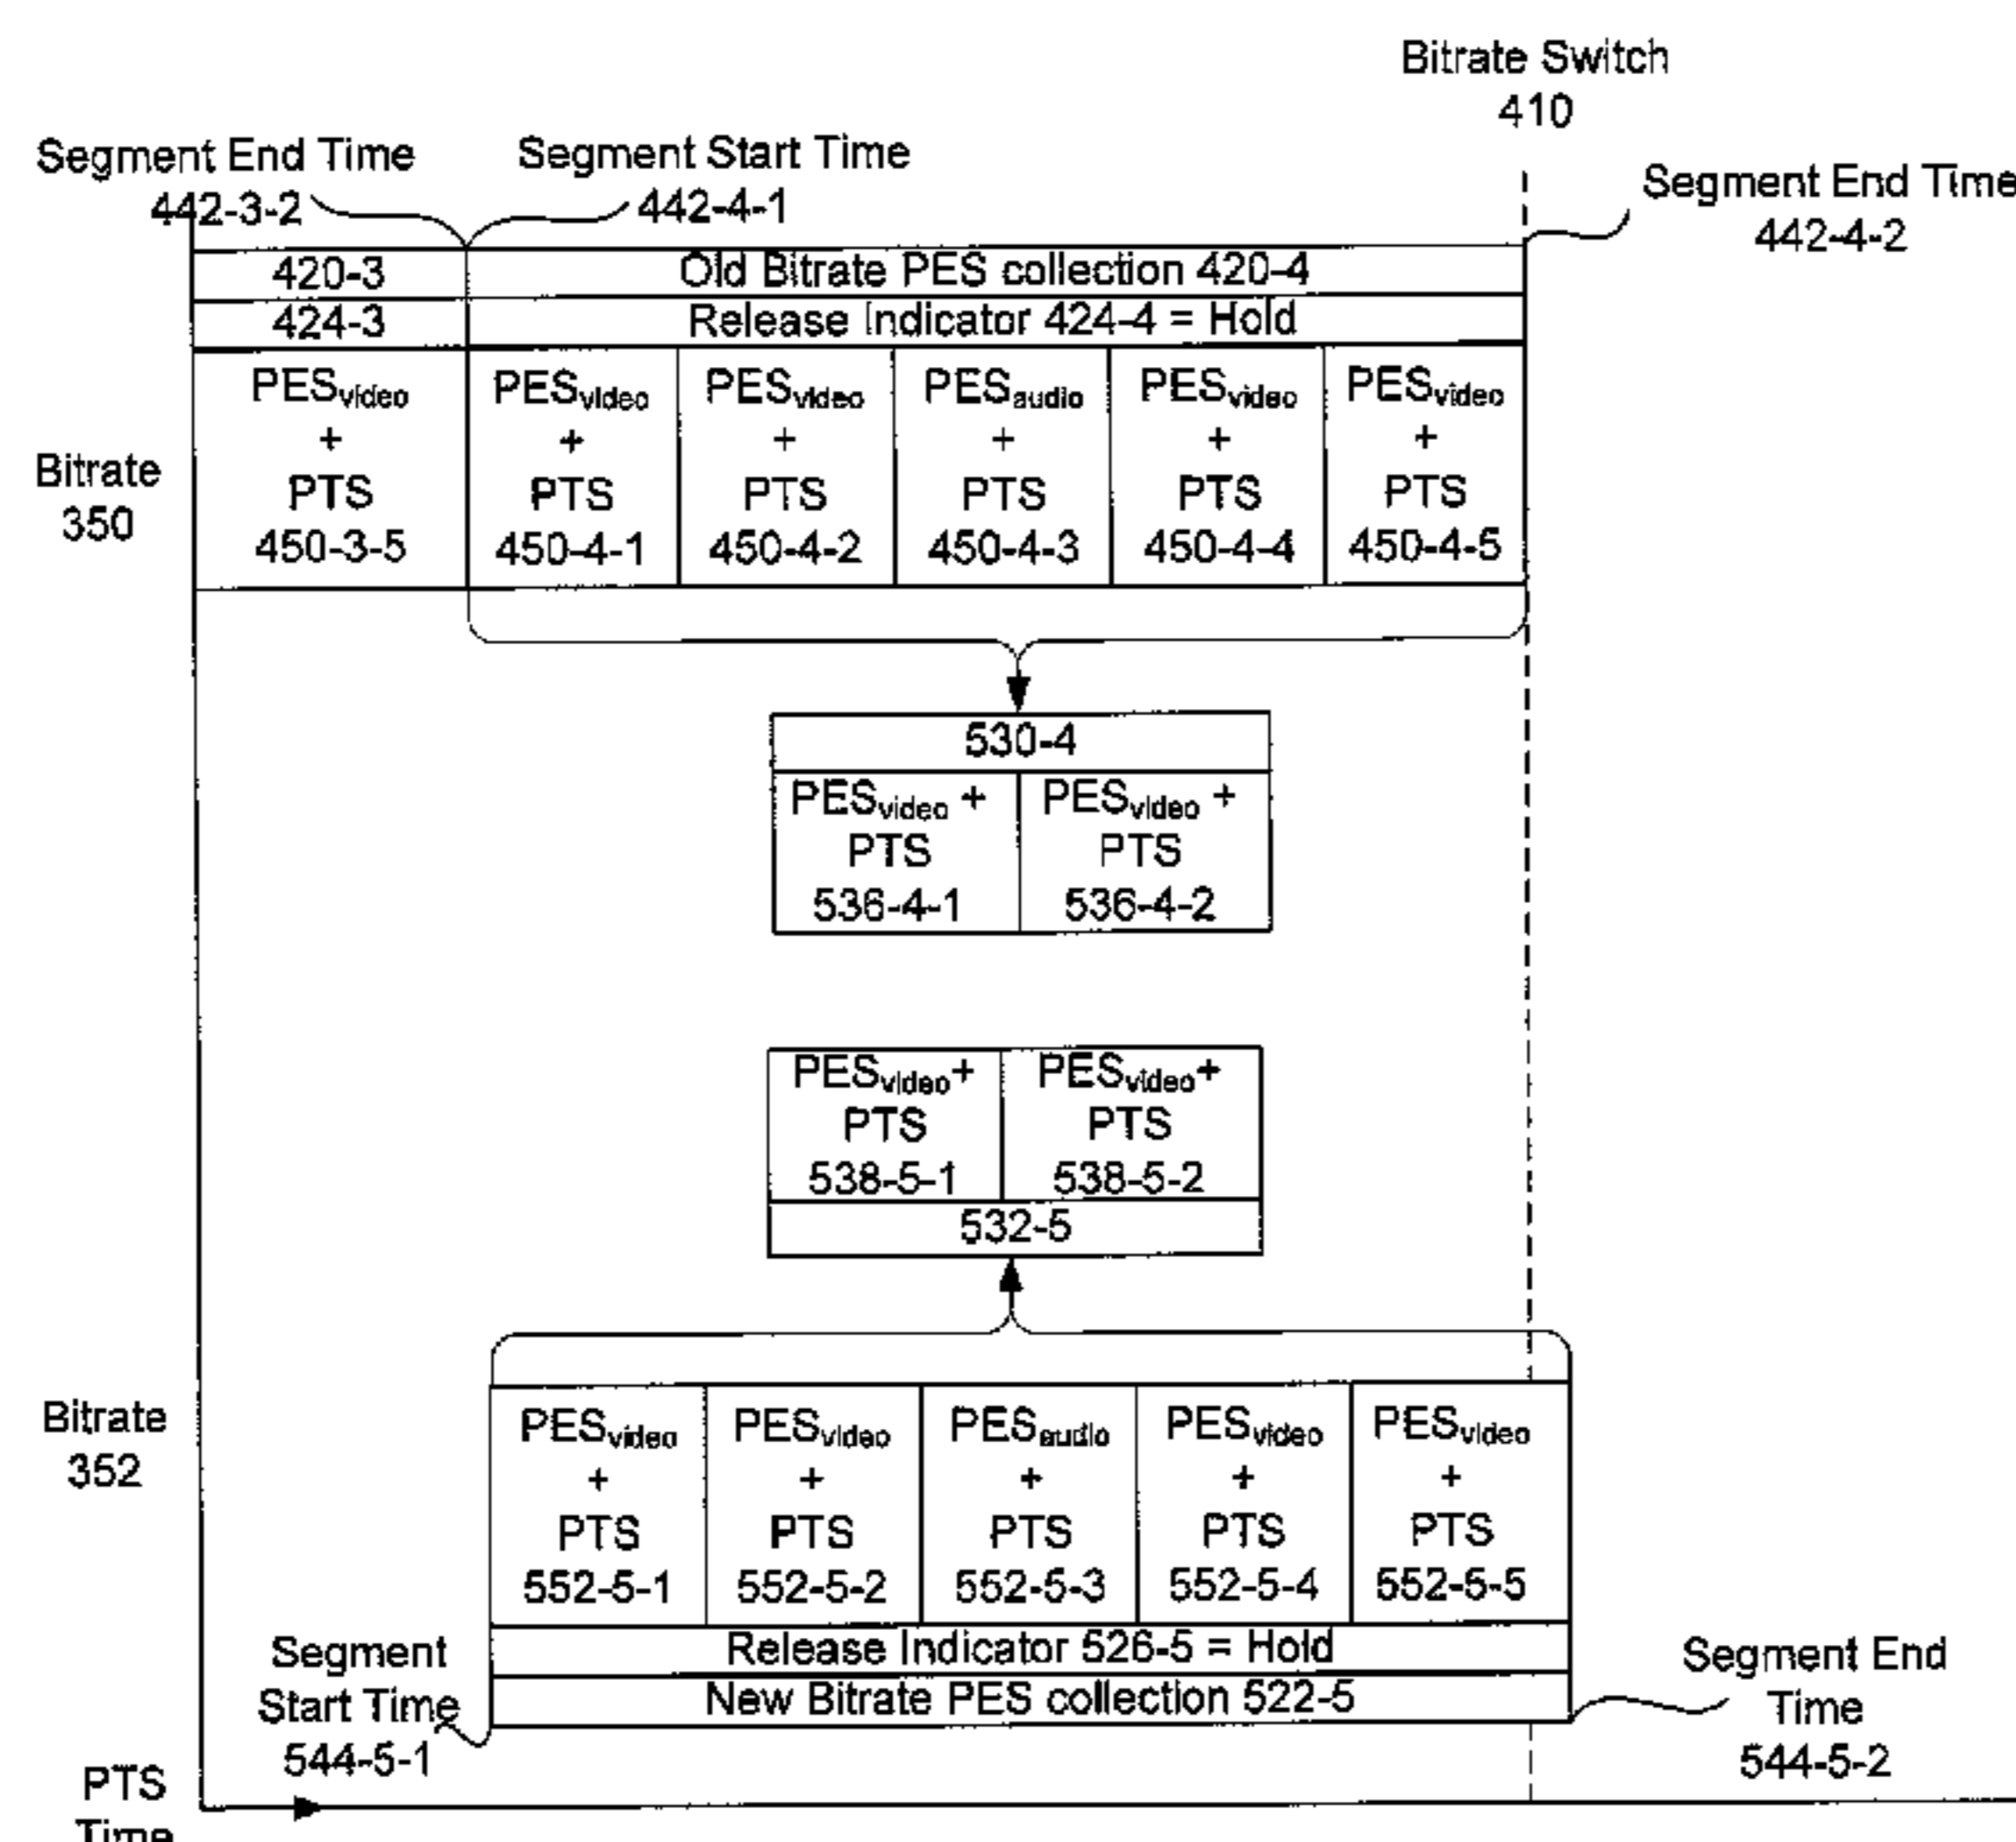 Bitrate Switch
410
Segment End Time
442-3-2
Segment Start Time
442-4-1
Segment End Time
442-4-2
420-3
Old Bitrate PES collection 420-4
424-3
Release Indicator 424-4 = Hold
Bitrate
350
PESvideo
+
PTS
450-3-5
PESvideo
+
PTS
450-4-1
PESvideo
+
PTS
450-4-2
PESaudio
+
PTS
450-4-3
PESvideo
+
PTS
450-4-4
PESvideo
+
PTS
450-4-5
530-4
PESvideo +
PTS
536-4-1
PESvideo +
PTS
536-4-2
PESvideo+
PTS
538-5-1
PESvideo+
PTS
538-5-2
532-5
Bitrate
352
PESvideo
+
PTS
552-5-1
PESvideo
+
PTS
552-5-2
PESaudio
+
PTS
552-5-3
PESvideo
+
PTS
552-5-4
PESvideo
+
PTS
552-5-5
Release Indicator 526-5 = Hold
New Bitrate PES collection 522-5
Segment
Start Time
544-5-1
Segment End
Time
544-5-2
PTS
Time